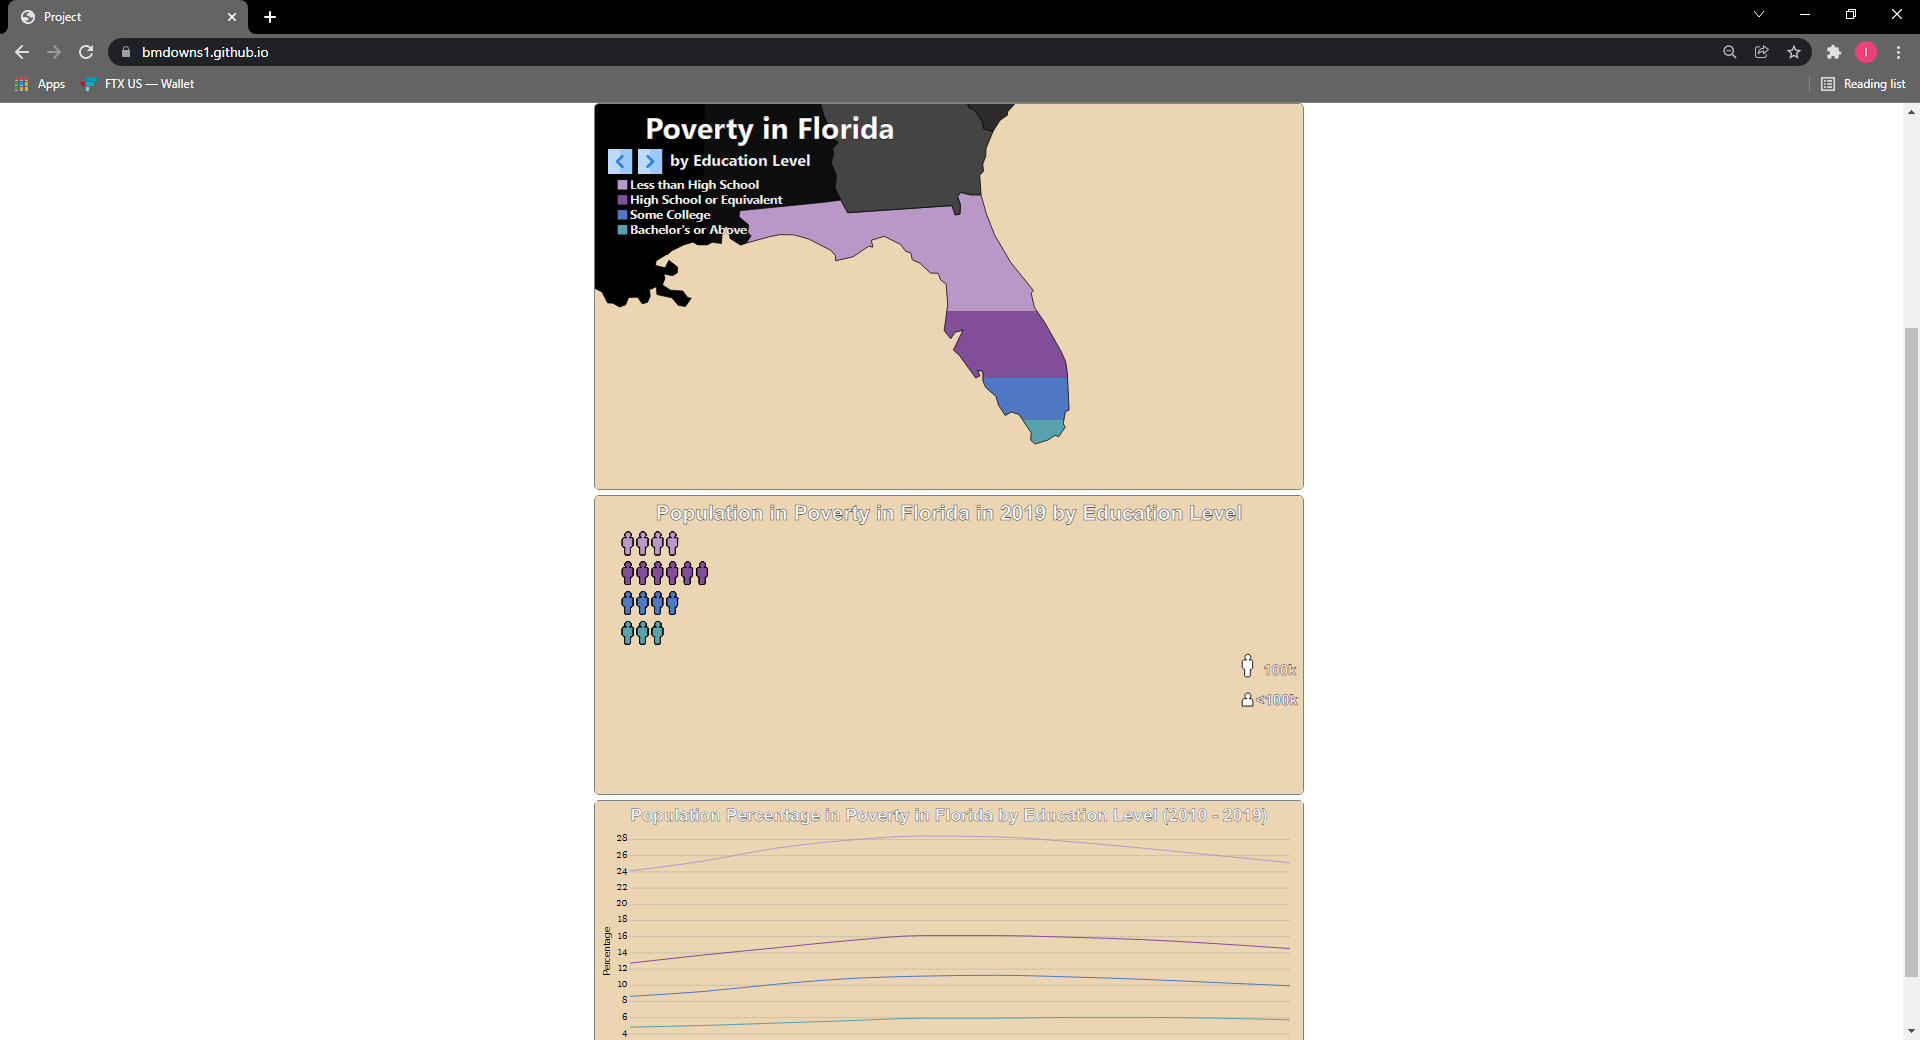 Project
bmdowns1.github.io
I
Apps
FTX US — Wallet
Reading list
Poverty in Florida
by Education Level
Less than High School
High School or Equivalent
Some College
Bachelor's or Above
Population in Poverty in Florida in 2019 by Education Level
100k
<100k
Population Percentage in Poverty in Florida by Education Level (2010 - 2019)
Percentage
28
26
24
22
20
18
16
14
12
10
8
6
4